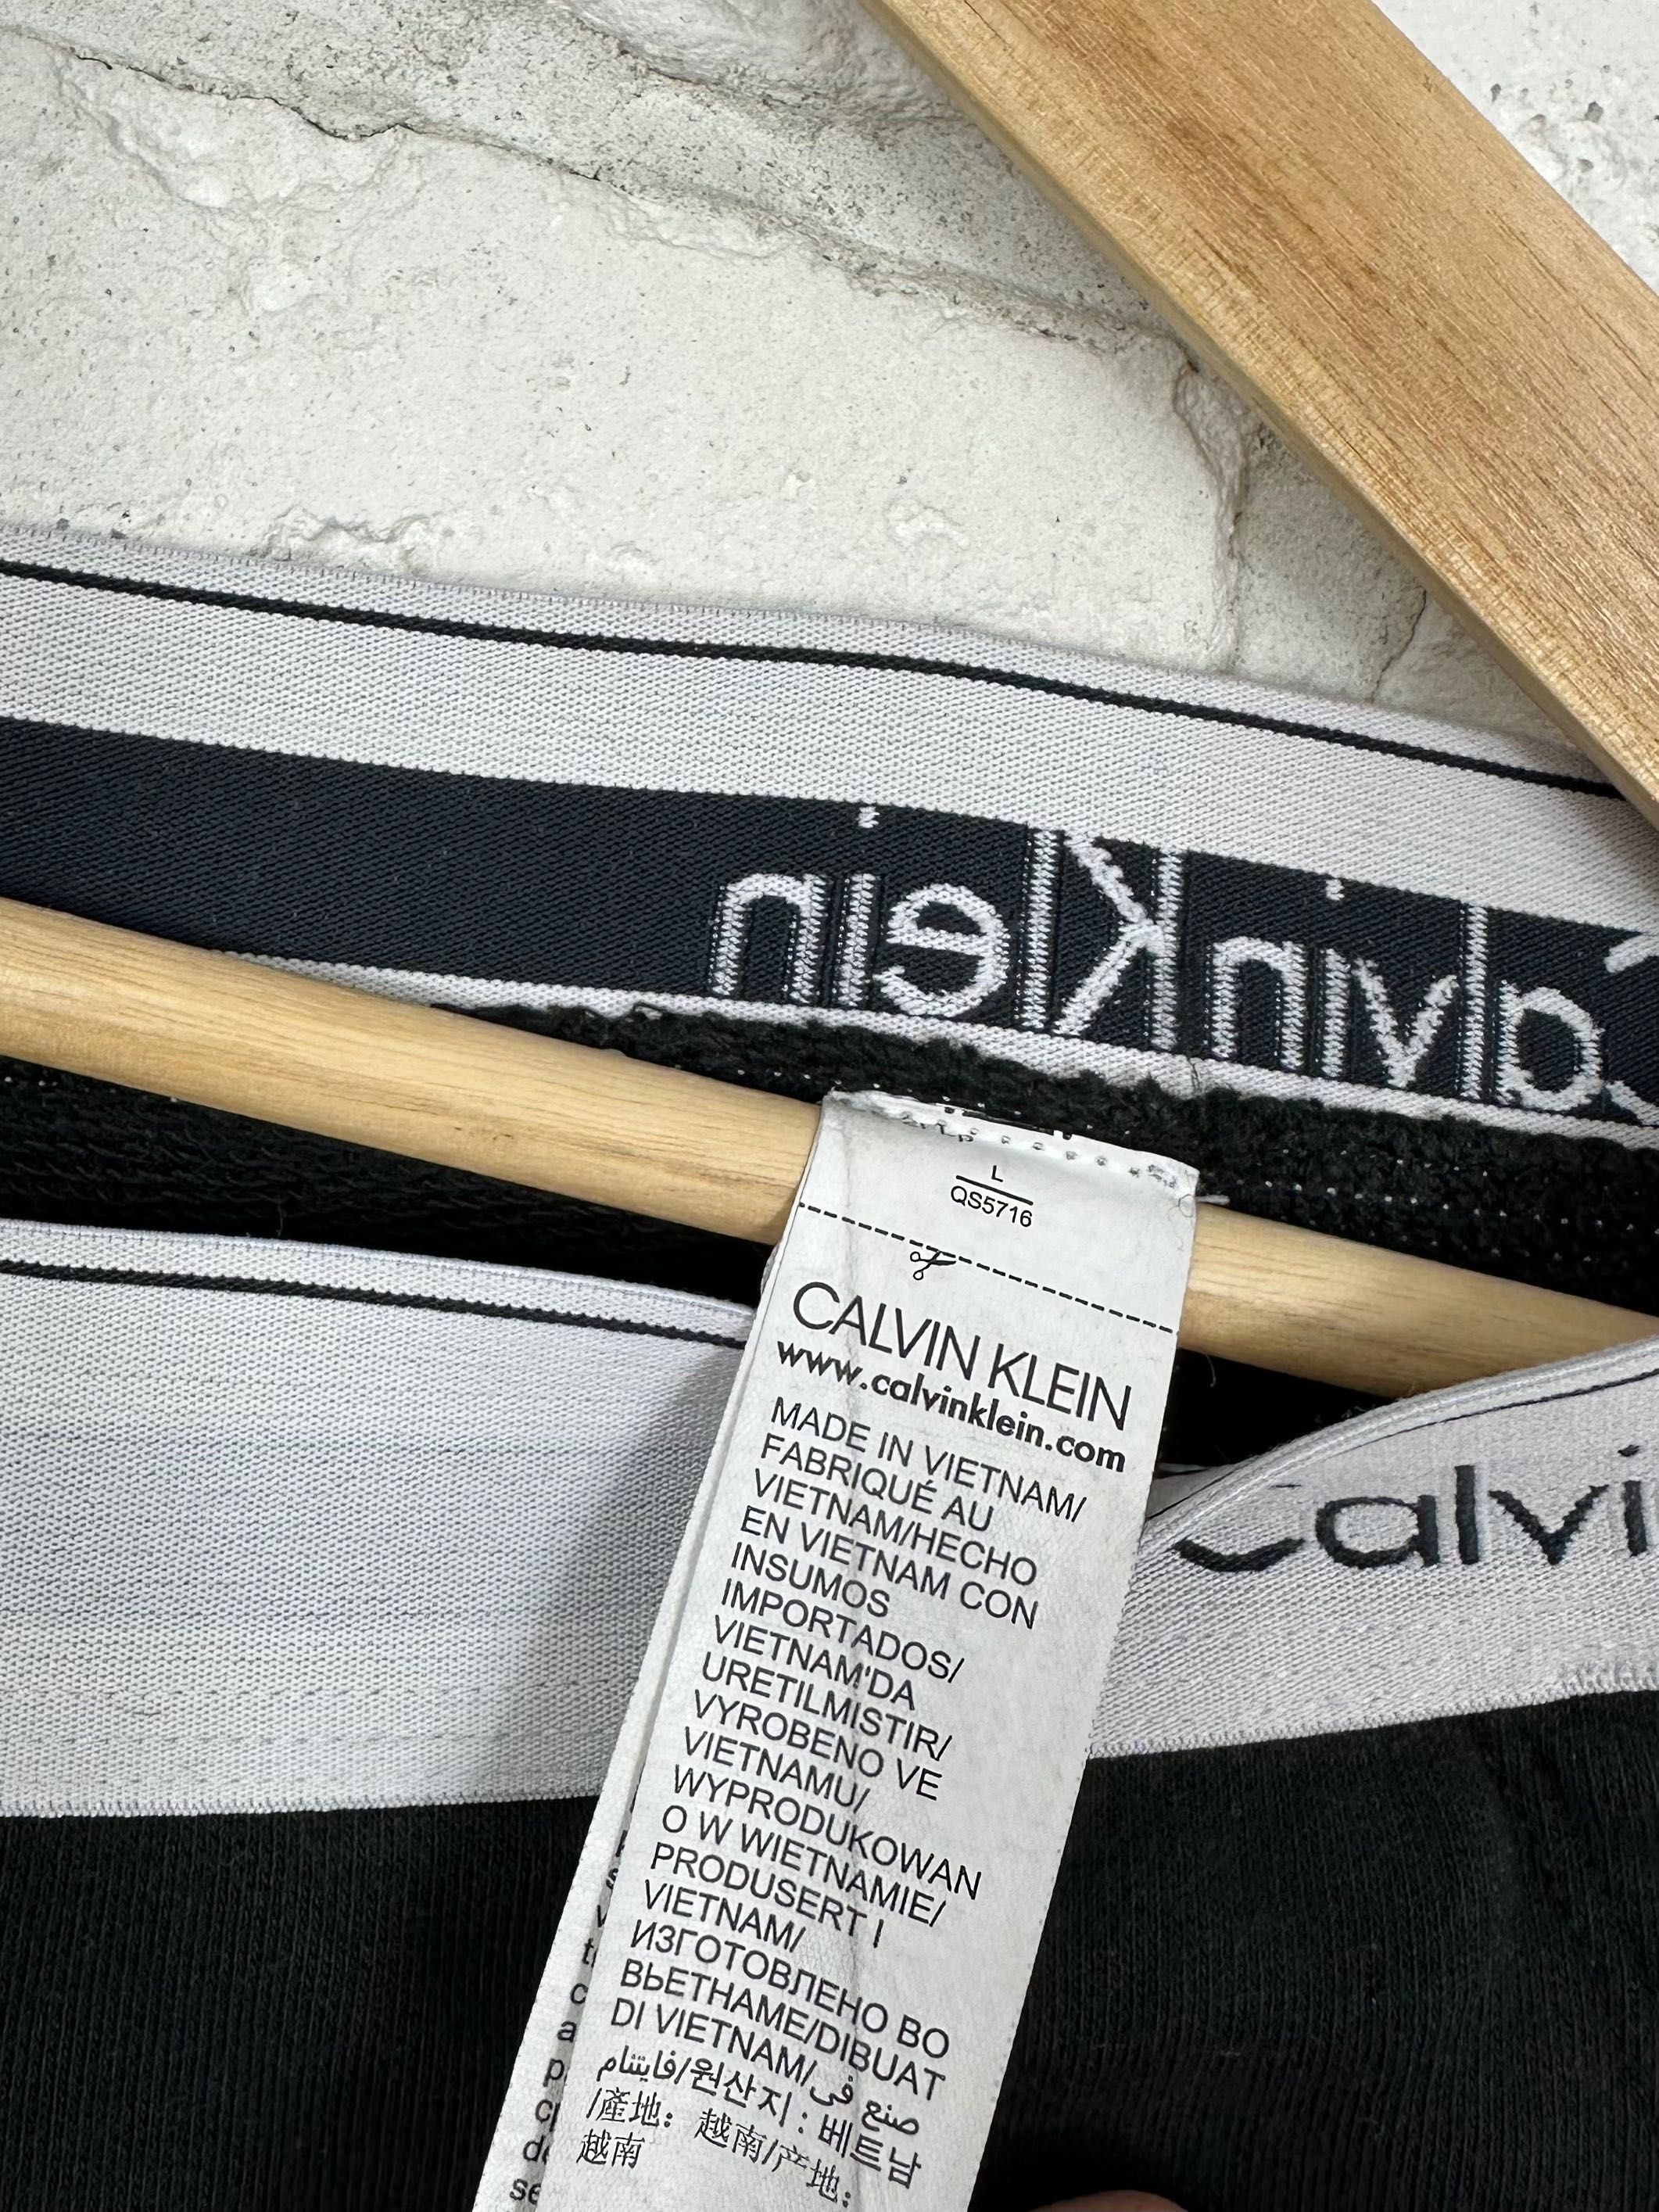 Calvin Klein
L
QS5716
CALVIN KLEIN
www.calvinklein.com
MADE IN VIETNAM/
FABRIQUÉ AU
VIETNAM/HECHO
EN VIETNAM CON
INSUMOS
IMPORTADOS/
VIETNAM'DA
URETILMISTIR/
VYROBENO VE
VIETNAMU/
WYPRODUKOWAN
O W WIETNAMIE/
PRODUSERT I
VIETNAM/
ИЗГОТОВЛЕНО ВО
ВЬЕТНАМЕ/DIBUAT
DI VIETNAM/صنع في
فايتنام/원산지 : 베트남
/產地: 越南/产地:
越南
Calvi